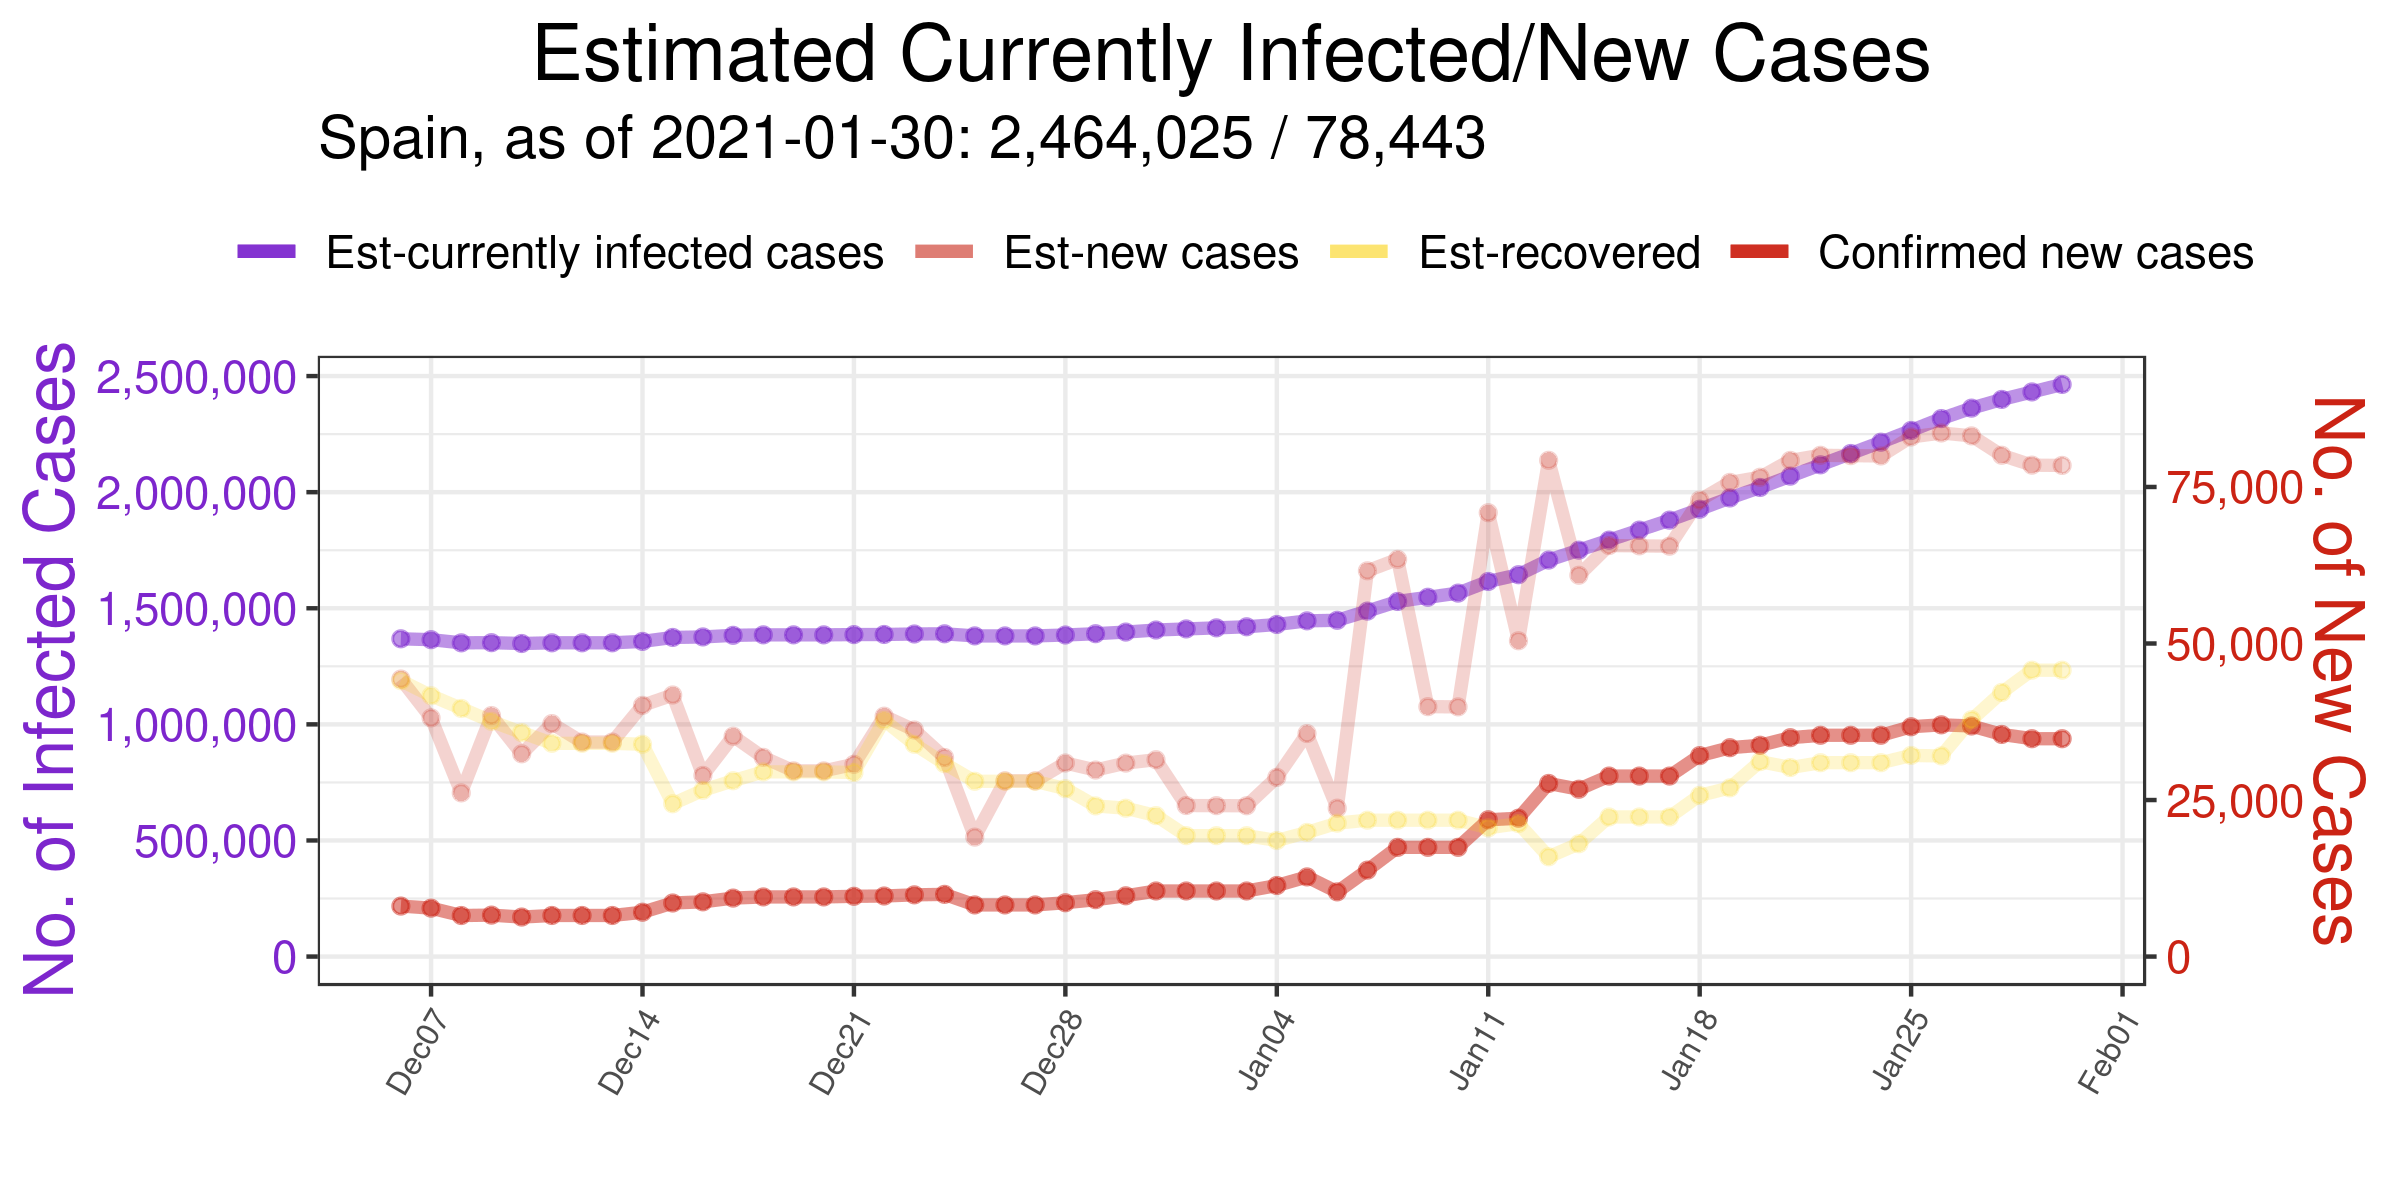 Estimated Currently Infected/New Cases
Spain, as of 2021-01-30: 2,464,025 / 78,443
Est-currently infected cases Est-new cases Est-recovered Confirmed new cases
No. of Infected Cases
2,500,000
2,000,000
1,500,000
1,000,000
500,000
0
75,000
50,000
25,000
0
No. of New Cases
Dec07 Dec14 Dec21 Dec28 Jan04 Jan11 Jan18 Jan25 Feb01